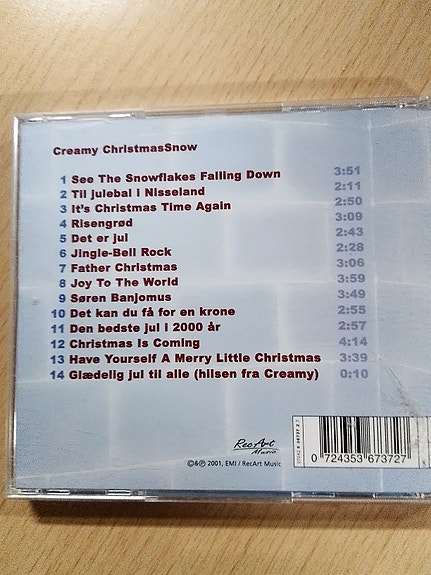 Creamy ChristmasSnow
1 See The Snowflakes Falling Down 3:51
2 Til julebal i Nisseland 2:11
3 It's Christmas Time Again 2:50
4 Risengrød 3:09
5 Det er jul 2:43
6 Jingle-Bell Rock 2:28
7 Father Christmas 3:06
8 Joy To The World 3:59
9 Søren Banjomus 3:49
10 Det kan du få for en krone 2:55
11 Den bedste jul i 2000 år 2:57
12 Christmas Is Coming 4:14
13 Have Yourself A Merry Little Christmas 3:39
14 Glædelig jul til alle (hilsen fra Creamy) 0:10
RecArt
Music
©&℗ 2001, EMI / RecArt Music
0 724353 673727